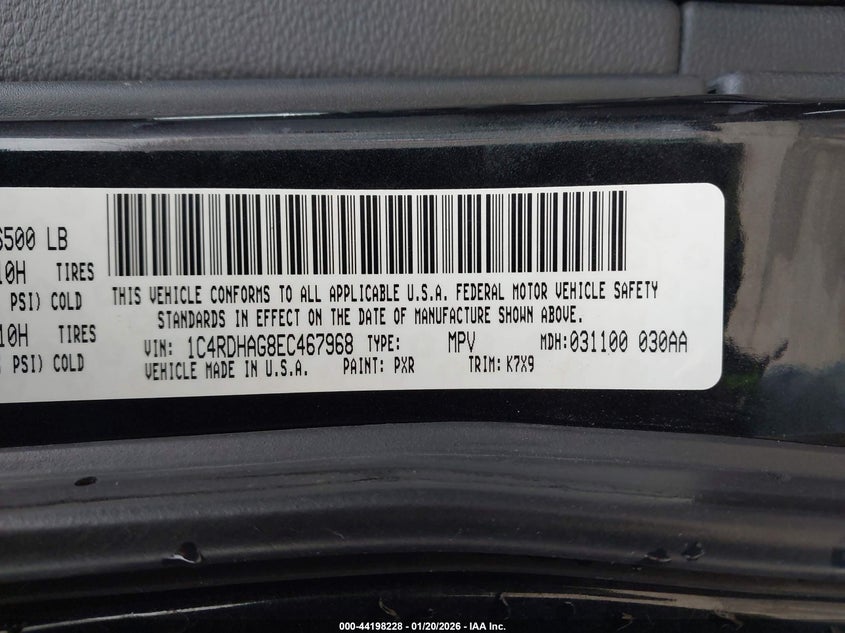 6500 LB
10H TIRES
PSI) COLD
10H TIRES
PSI) COLD
THIS VEHICLE CONFORMS TO ALL APPLICABLE U.S.A. FEDERAL MOTOR VEHICLE SAFETY
STANDARDS IN EFFECT ON THE DATE OF MANUFACTURE SHOWN ABOVE.
VIN: 1C4RDHAG8EC467968 TYPE: MPV MDH:031100 030AA
VEHICLE MADE IN U.S.A. PAINT: PXR TRIM: K7X9
000-44198228 - 01/20/2026 - IAA Inc.